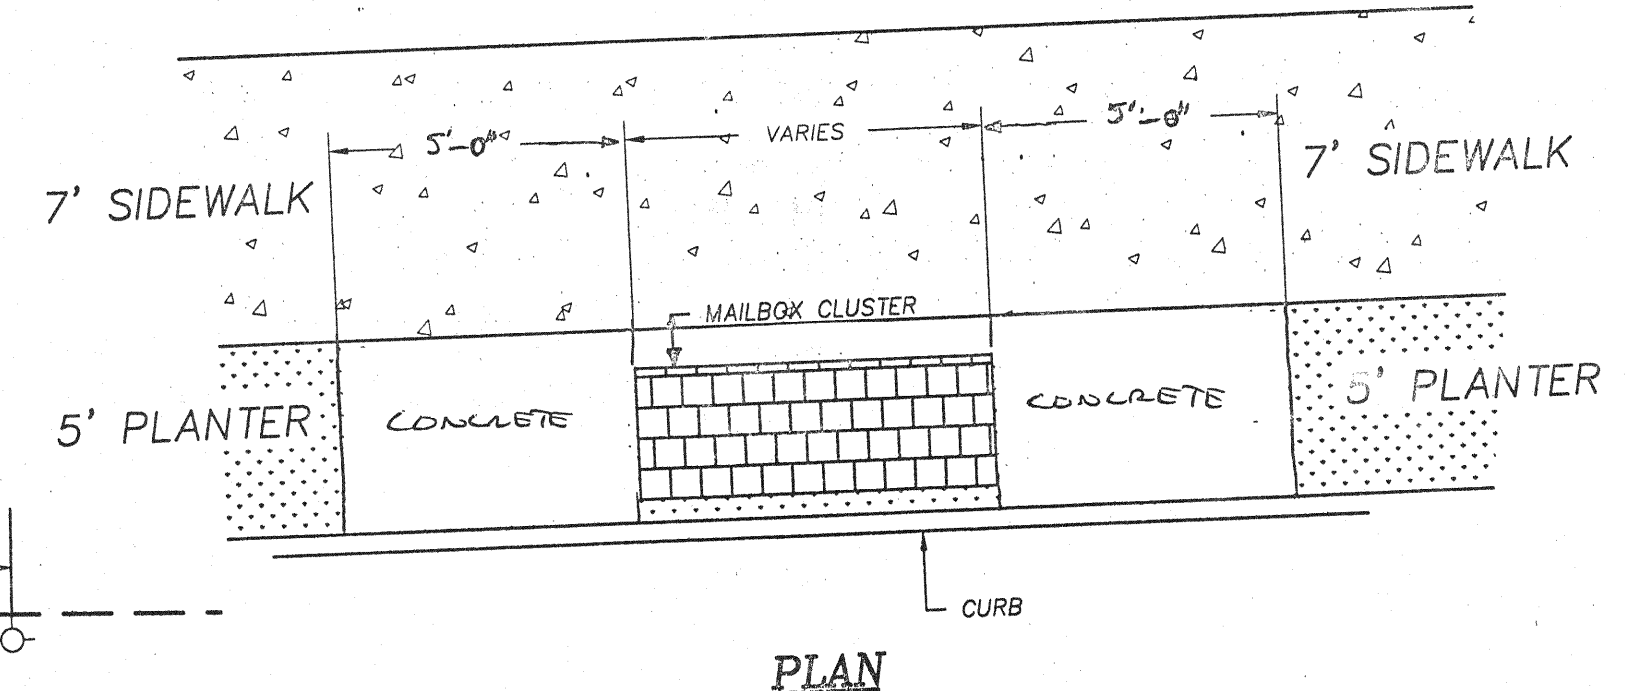 5'-0" VARIES 5'-0"
7' SIDEWALK 7' SIDEWALK
MAILBOX CLUSTER
5' PLANTER CONCRETE CONCRETE 5' PLANTER
CURB
PLAN